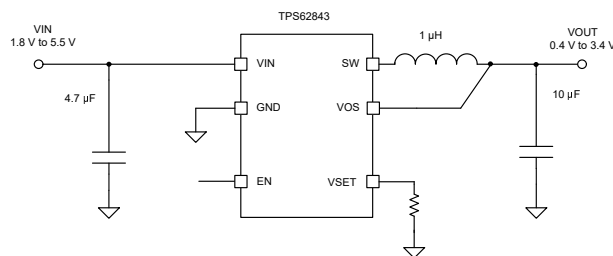 TPS62843
VIN
1.8 V to 5.5 V
1 µH
VOUT
0.4 V to 3.4 V
VIN
SW
4.7 µF
GND
VOS
10 µF
EN
VSET